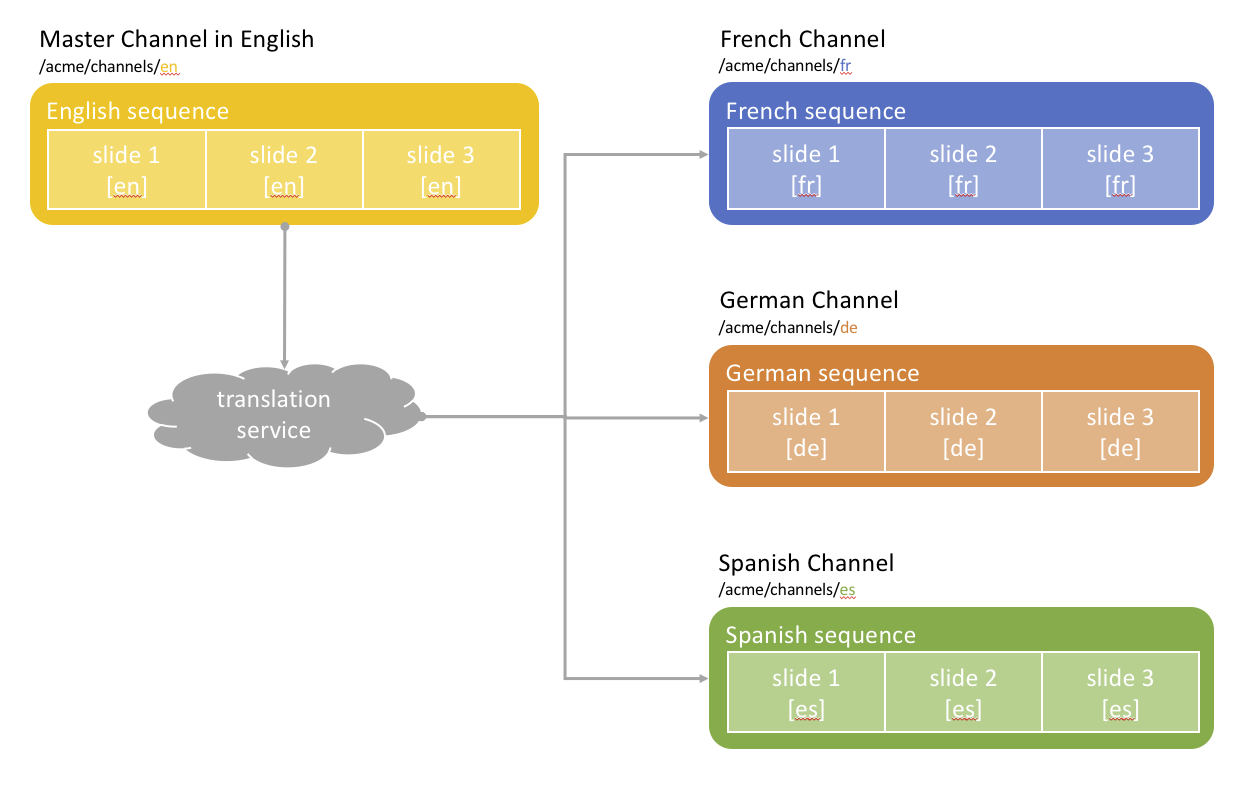 Master Channel in English
/acme/channels/en
English sequence
slide 1
[en]
slide 2
[en]
slide 3
[en]
translation
service
French Channel
/acme/channels/fr
French sequence
slide 1
[fr]
slide 2
[fr]
slide 3
[fr]
German Channel
/acme/channels/de
German sequence
slide 1
[de]
slide 2
[de]
slide 3
[de]
Spanish Channel
/acme/channels/es
Spanish sequence
slide 1
[es]
slide 2
[es]
slide 3
[es]